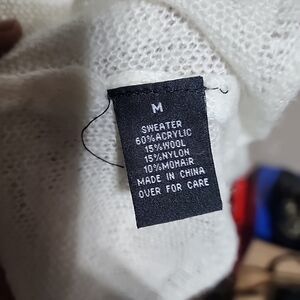 M
SWEATER
60%ACRYLIC
15%WOOL
15%NYLON
10%MOHAIR
MADE IN CHINA
OVER FOR CARE